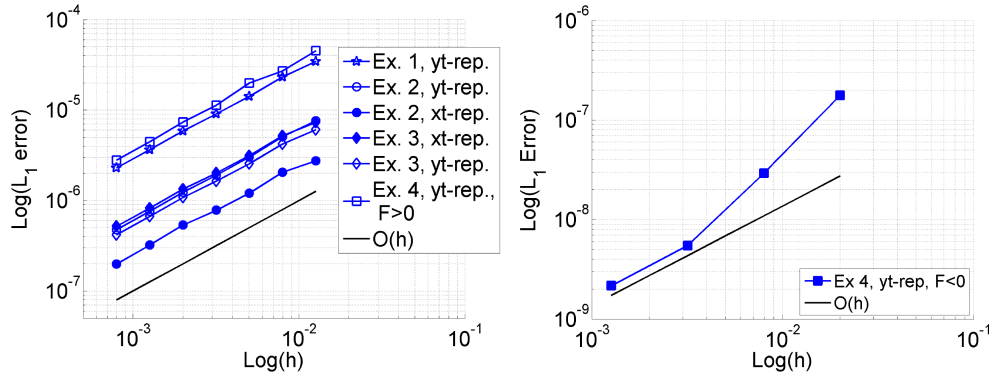 10^-4
10^-5
10^-6
10^-7
Log(L_1 error)
10^-3
10^-2
10^-1
Log(h)
Ex. 1, yt-rep.
Ex. 2, yt-rep.
Ex. 2, xt-rep.
Ex. 3, xt-rep.
Ex. 3, yt-rep.
Ex. 4, yt-rep.,
F>0
O(h)
10^-6
10^-7
10^-8
10^-9
Log(L_1 Error)
10^-3
10^-2
10^-1
Log(h)
Ex 4, yt-rep, F<0
O(h)